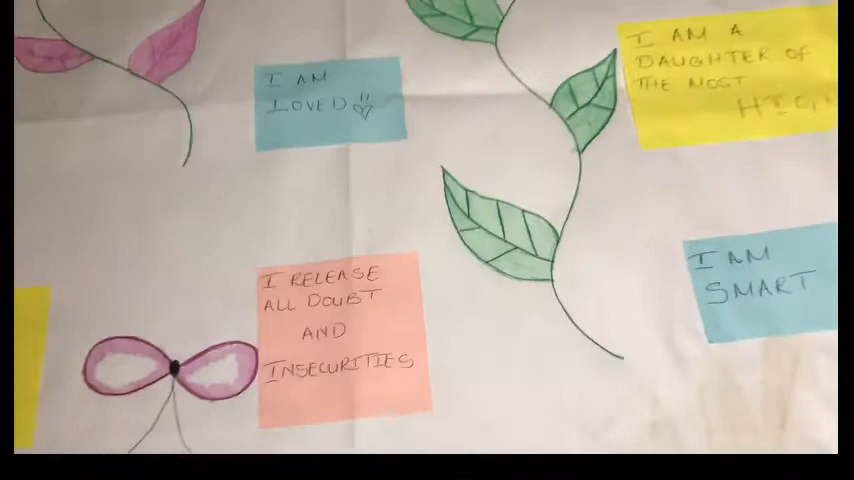 I AM
LOVED
I AM A
DAUGHTER OF
THE MOST
I AM
SMART
I RELEASE
ALL DOUBT
AND
INSECURITIES